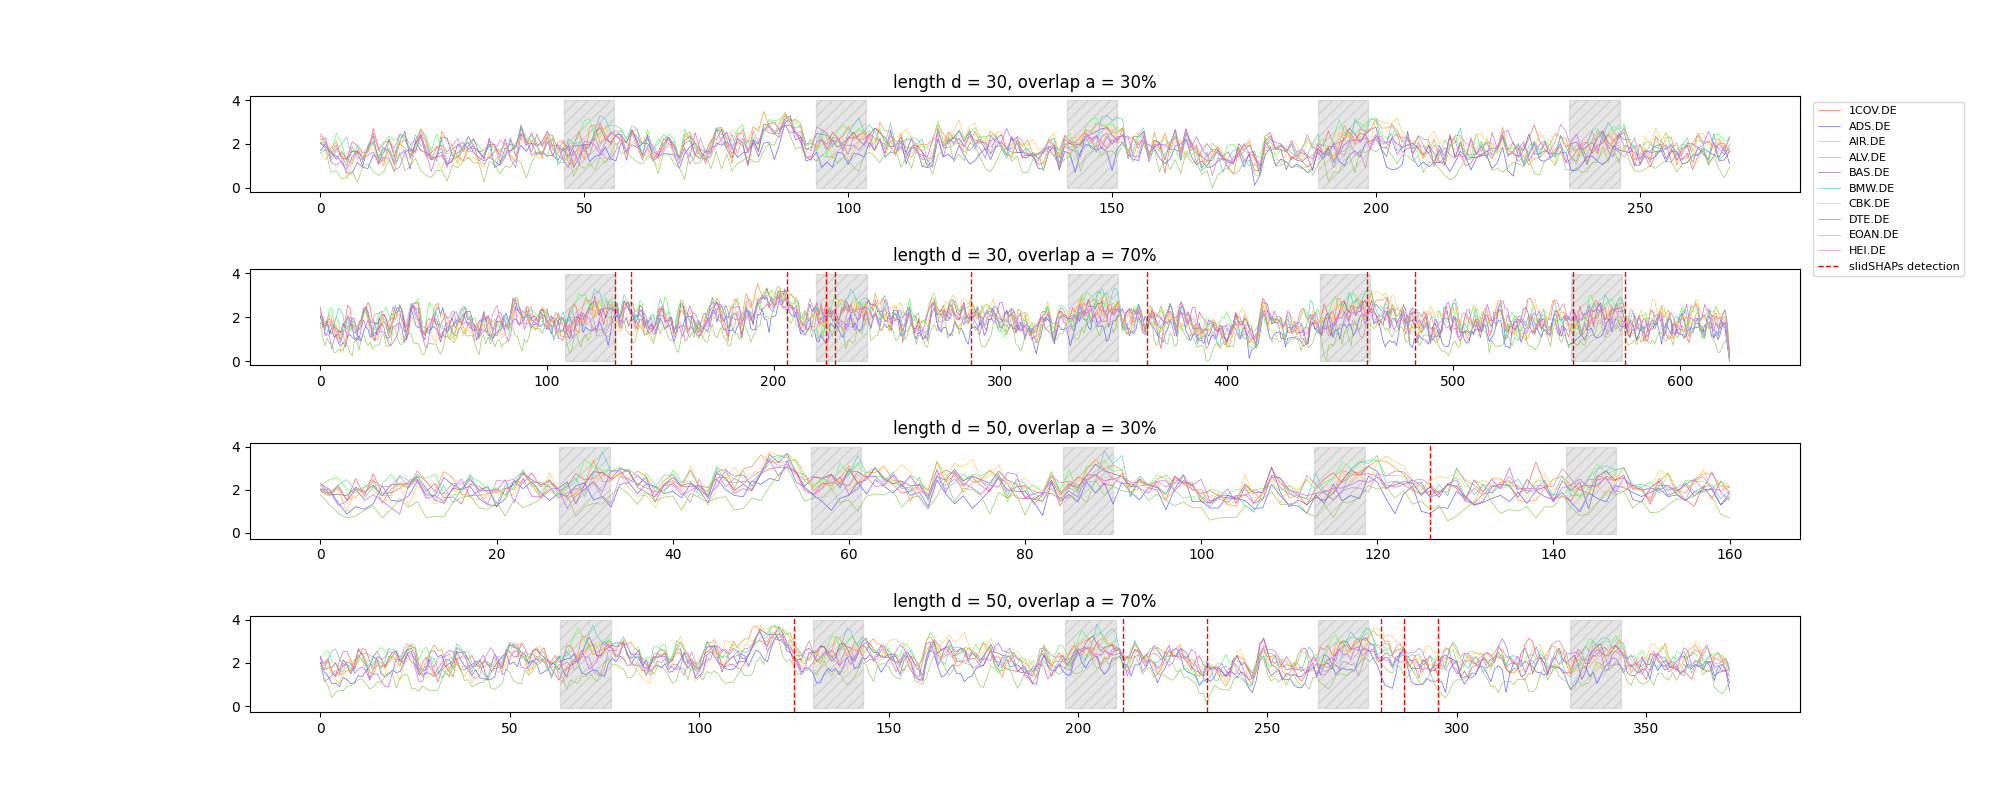 length d = 30, overlap a = 30%
4
2
0
0 50 100 150 200 250
1COV.DE
ADS.DE
AIR.DE
ALV.DE
BAS.DE
BMW.DE
CBK.DE
DTE.DE
EOAN.DE
HEI.DE
slidSHAPs detection
length d = 30, overlap a = 70%
4
2
0
0 100 200 300 400 500 600
length d = 50, overlap a = 30%
4
2
0
0 20 40 60 80 100 120 140 160
length d = 50, overlap a = 70%
4
2
0
0 50 100 150 200 250 300 350